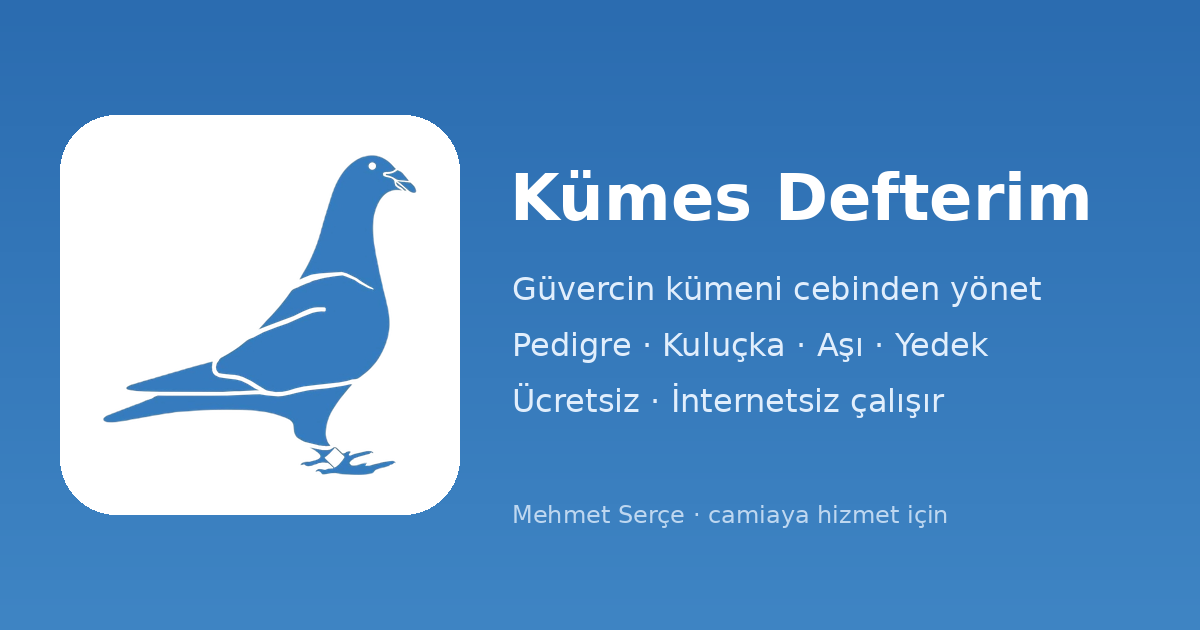 Kümes Defterim
Güvercin kümeni cebinden yönet
Pedigre · Kuluçka · Aşı · Yedek
Ücretsiz · İnternetsiz çalışır
Mehmet Serçe · camiaya hizmet için